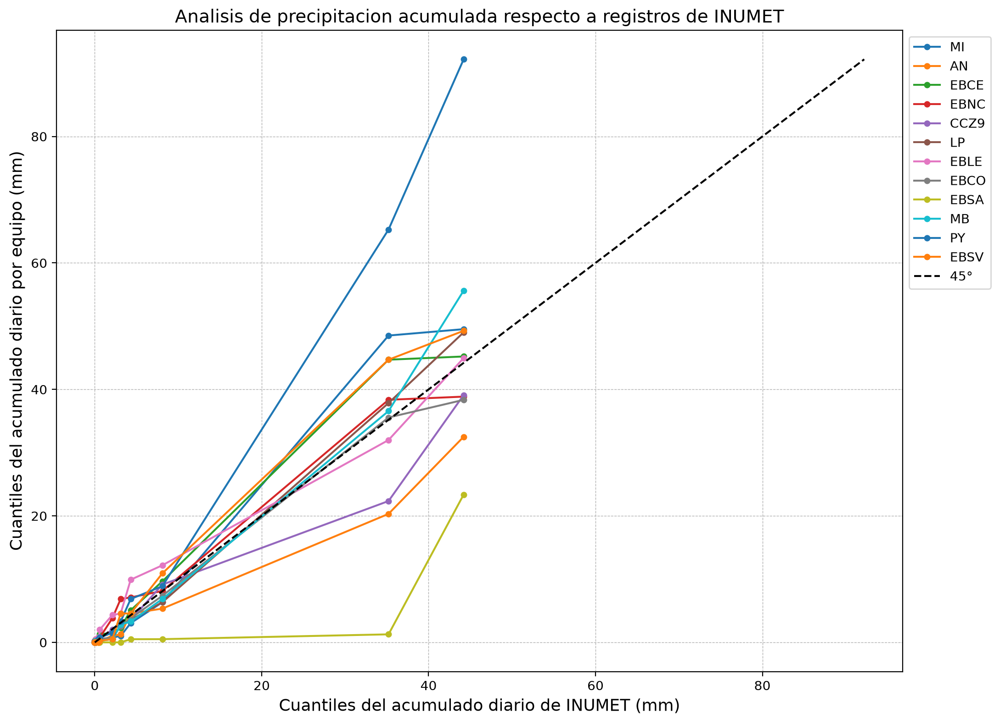 Analisis de precipitacion acumulada respecto a registros de INUMET
Cuantiles del acumulado diario por equipo (mm)
80
60
40
20
0
0 20 40 60 80
Cuantiles del acumulado diario de INUMET (mm)
MI
AN
EBCE
EBNC
CCZ9
LP
EBLE
EBCO
EBSA
MB
PY
EBSV
45°